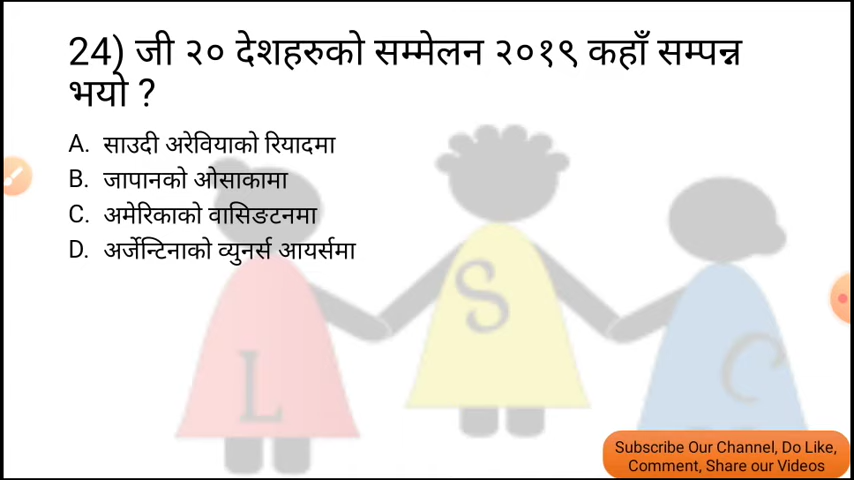 24) जी २० देशहरुको सम्मेलन २०१९ कहाँ सम्पन्न
भयो ?
A. साउदी अरेवियाको रियादमा
B. जापानको ओसाकामा
C. अमेरिकाको वासिङटनमा
D. अर्जेन्टिनाको व्युनर्स आयर्समा
L
S
C
Subscribe Our Channel, Do Like,
Comment, Share our Videos